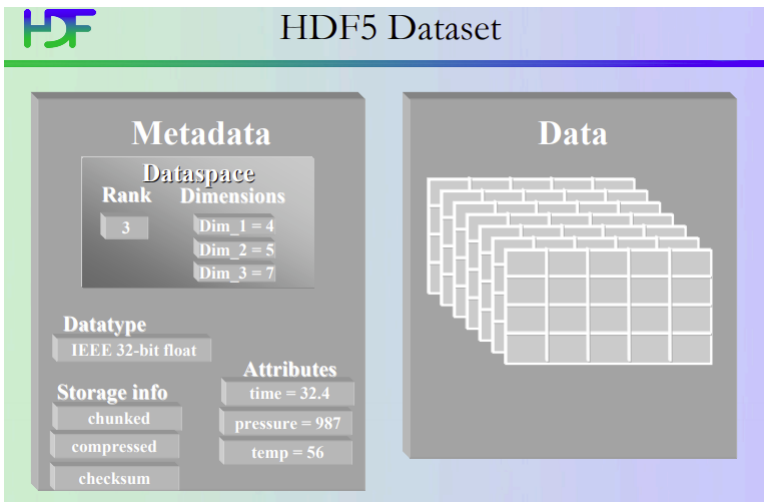 HDF
HDF5 Dataset
Metadata
Dataspace
Rank
3
Dimensions
Dim_1 = 4
Dim_2 = 5
Dim_3 = 7
Datatype
IEEE 32-bit float
Storage info
chunked
compressed
checksum
Attributes
time = 32.4
pressure = 987
temp = 56
Data